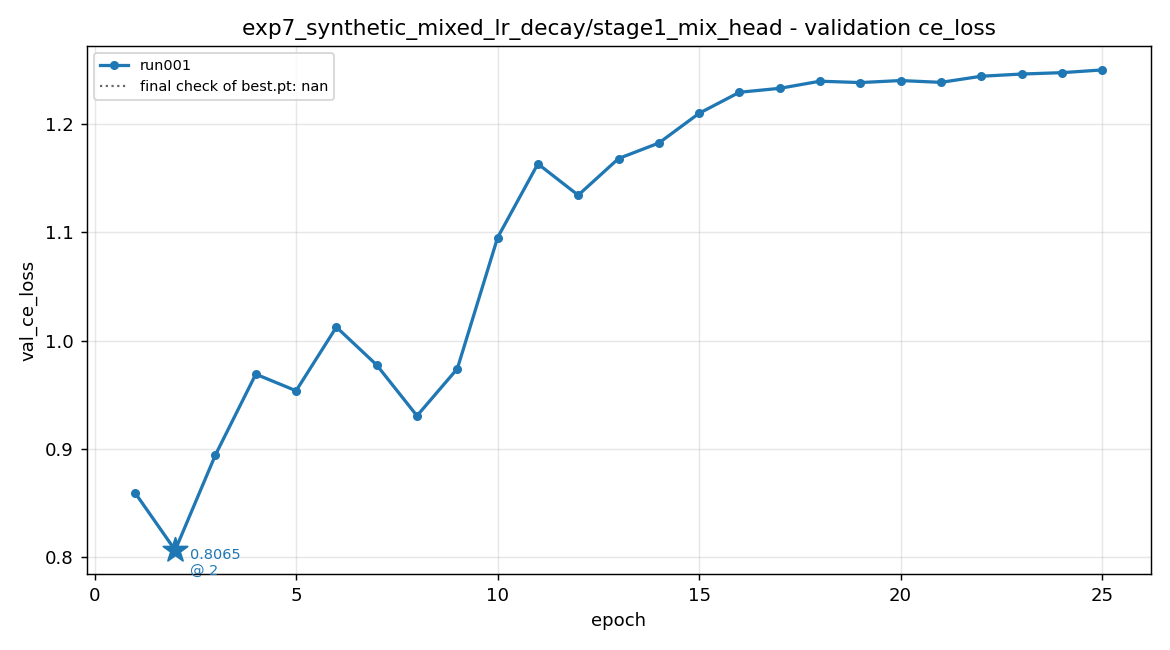 exp7_synthetic_mixed_lr_decay/stage1_mix_head - validation ce_loss
run001
final check of best.pt: nan
val_ce_loss
1.2
1.1
1.0
0.9
0.8
0.8065
@ 2
0
5
10
15
20
25
epoch